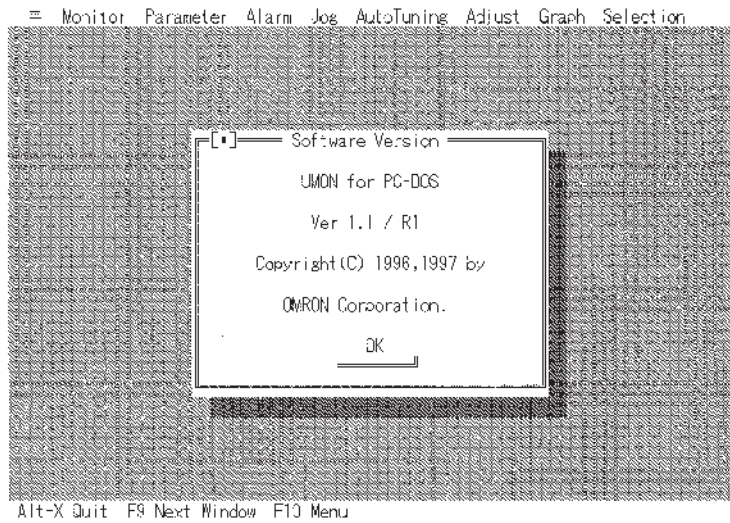 ≡ Monitor Parameter Alarm Jog AutoTuning Adjust Graph Selection
[▪] Software Version
UMON for PC-DOS
Ver 1.1 / R1
Copyright(C) 1996,1997 by
OMRON Corporation.
OK
Alt-X Quit F9 Next Window F10 Menu